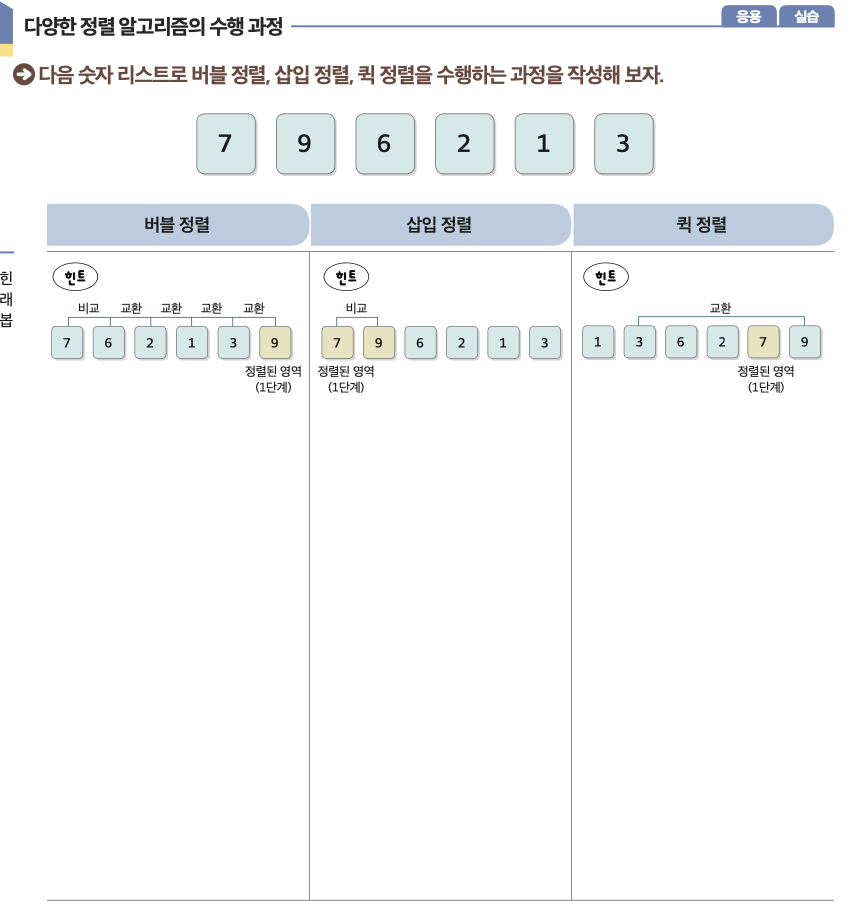 다양한 정렬 알고리즘의 수행 과정
응용 실습
다음 숫자 리스트로 버블 정렬, 삽입 정렬, 퀵 정렬을 수행하는 과정을 작성해 보자.
7 9 6 2 1 3
버블 정렬 삽입 정렬 퀵 정렬
힌
래
봅
힌트
비교 교환 교환 교환 교환
7 6 2 1 3 9
정렬된 영역
(1단계)
힌트
비교
7 9 6 2 1 3
정렬된 영역
(1단계)
힌트
교환
1 3 6 2 7 9
정렬된 영역
(1단계)